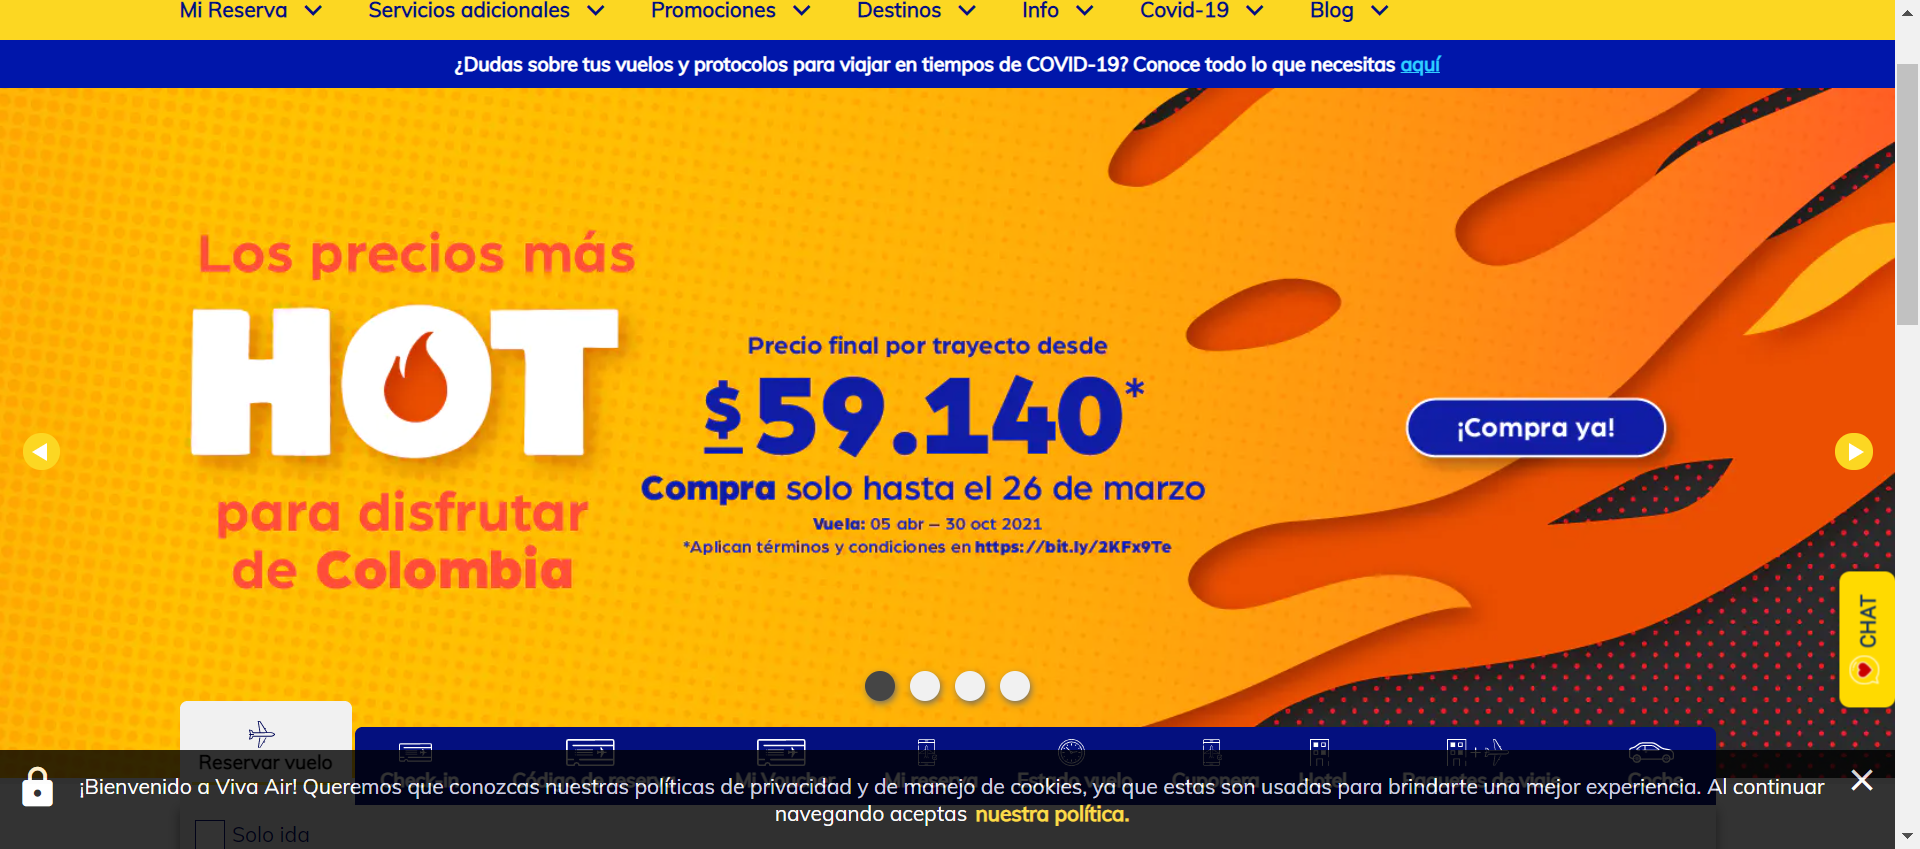 Mi Reserva Servicios adicionales Promociones Destinos Info Covid-19 Blog
¿Dudas sobre tus vuelos y protocolos para viajar en tiempos de COVID-19? Conoce todo lo que necesitas aquí
Los precios más
HOT
para disfrutar
de Colombia
Precio final por trayecto desde
$59.140*
Compra solo hasta el 26 de marzo
Vuela: 05 abr – 30 oct 2021
*Aplican términos y condiciones en https://bit.ly/2KFx9Te
¡Compra ya!
CHAT
Reservar vuelo
Check-in Código de reserva Mi Voucher Mi reserva Estado vuelo Cuponera Hotel Paquetes de viaje Coche
¡Bienvenido a Viva Air! Queremos que conozcas nuestras políticas de privacidad y de manejo de cookies, ya que estas son usadas para brindarte una mejor experiencia. Al continuar
navegando aceptas nuestra política.
Solo ida